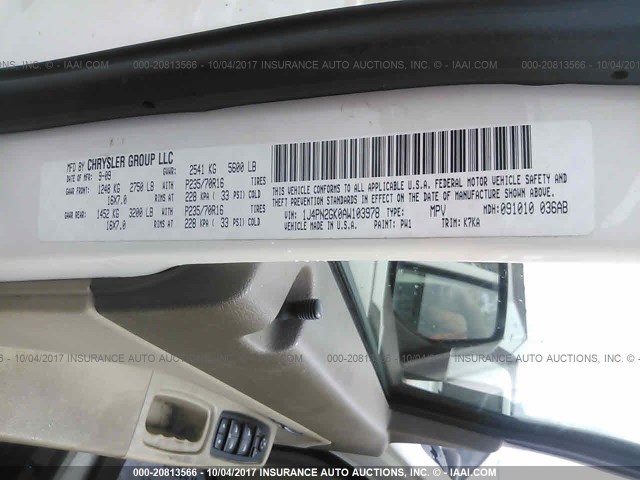 000-20813566 - 10/04/2017 INSURANCE AUTO AUCTIONS, INC. - IAAI.COM
MFD BY CHRYSLER GROUP LLC
DATE OF MFR: 9-09 GVWR: 2541 KG 5600 LB
GAWR FRONT: 1248 KG 2750 LB WITH P235/70R16 TIRES
16X7.0 RIMS AT 228 KPA ( 33 PSI) COLD
GAWR REAR: 1452 KG 3200 LB WITH P235/70R16 TIRES
16X7.0 RIMS AT 228 KPA ( 33 PSI) COLD
THIS VEHICLE CONFORMS TO ALL APPLICABLE U.S.A. FEDERAL MOTOR VEHICLE SAFETY AND
BUMPER AND THEFT PREVENTION STANDARDS IN EFFECT ON THE DATE OF MANUFACTURE SHOWN ABOVE.
VIN: 1J4PN2GK0AW103978 TYPE: MPV MDH: 091010 036AB
VEHICLE MADE IN U.S.A. PAINT: PW1 TRIM: K7KA
000-20813566 - 10/04/2017 INSURANCE AUTO AUCTIONS, INC. - IAAI.COM
000-20813566 - 10/04/2017 INSURANCE AUTO AUCTIONS, INC. - IAAI.COM